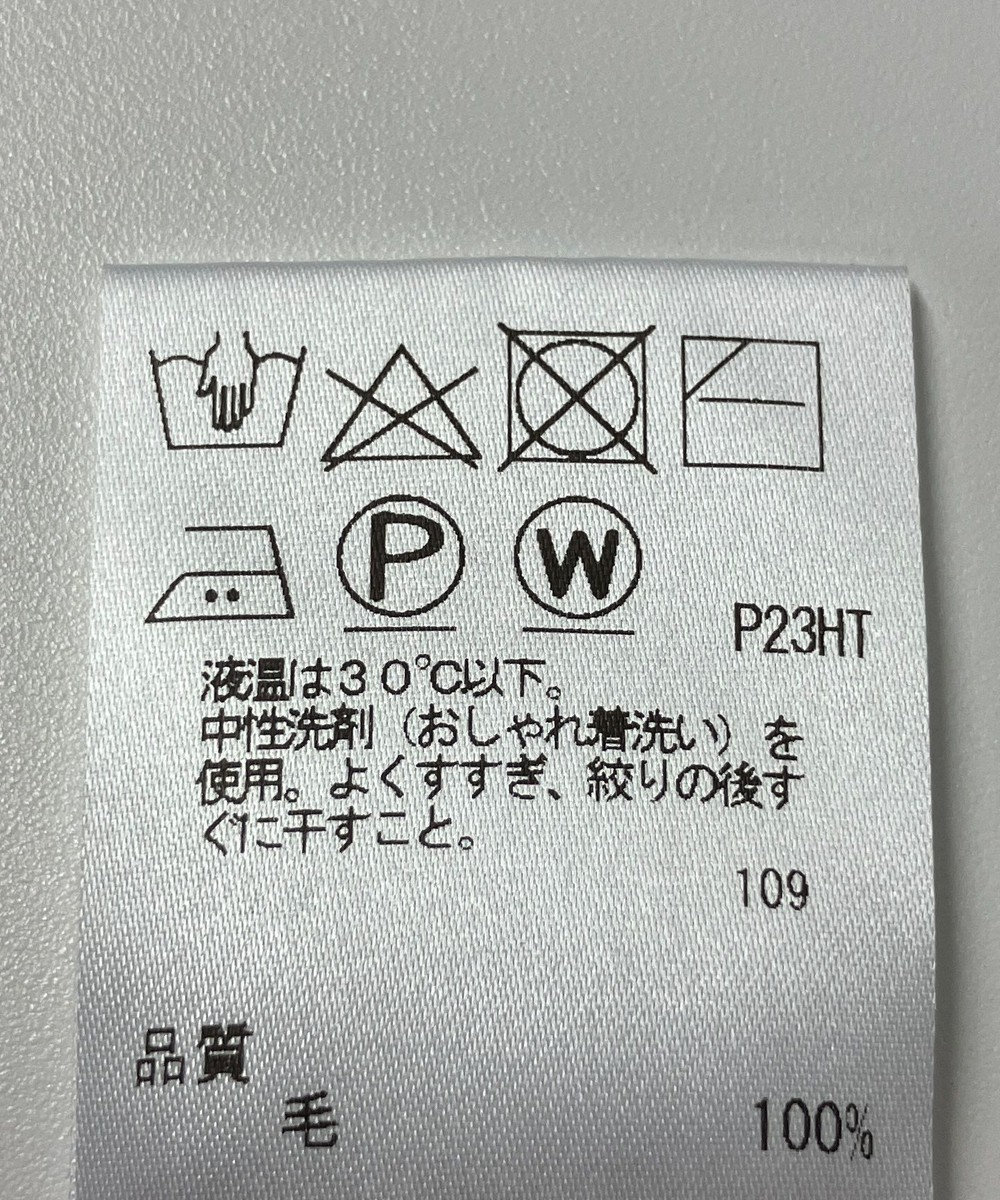 P W
P23HT
液温は30℃以下。
中性洗剤（おしゃれ着洗い）を
使用。よくすすぎ、絞りの後す
ぐに干すこと。
109
品質
毛 100%